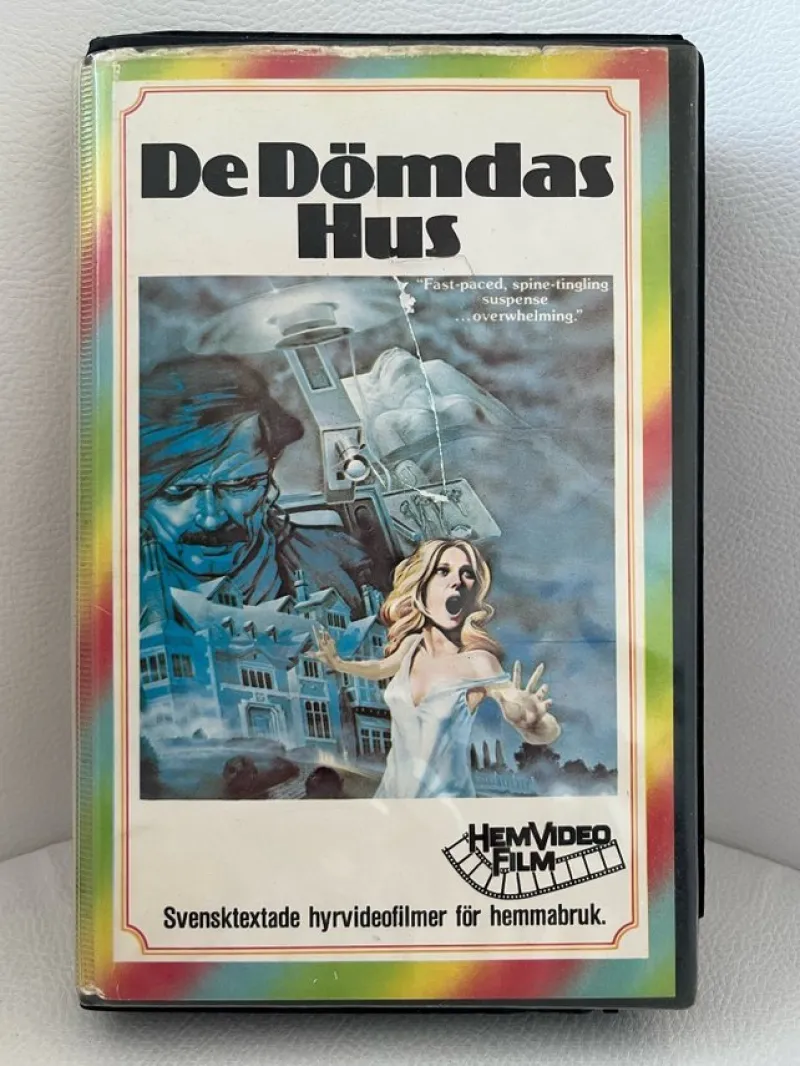 De Dömdas
Hus
"Fast-paced, spine-tingling
suspense
...overwhelming."
HEMVIDEO
FILM
Svensktextade hyrvideofilmer för hemmabruk.